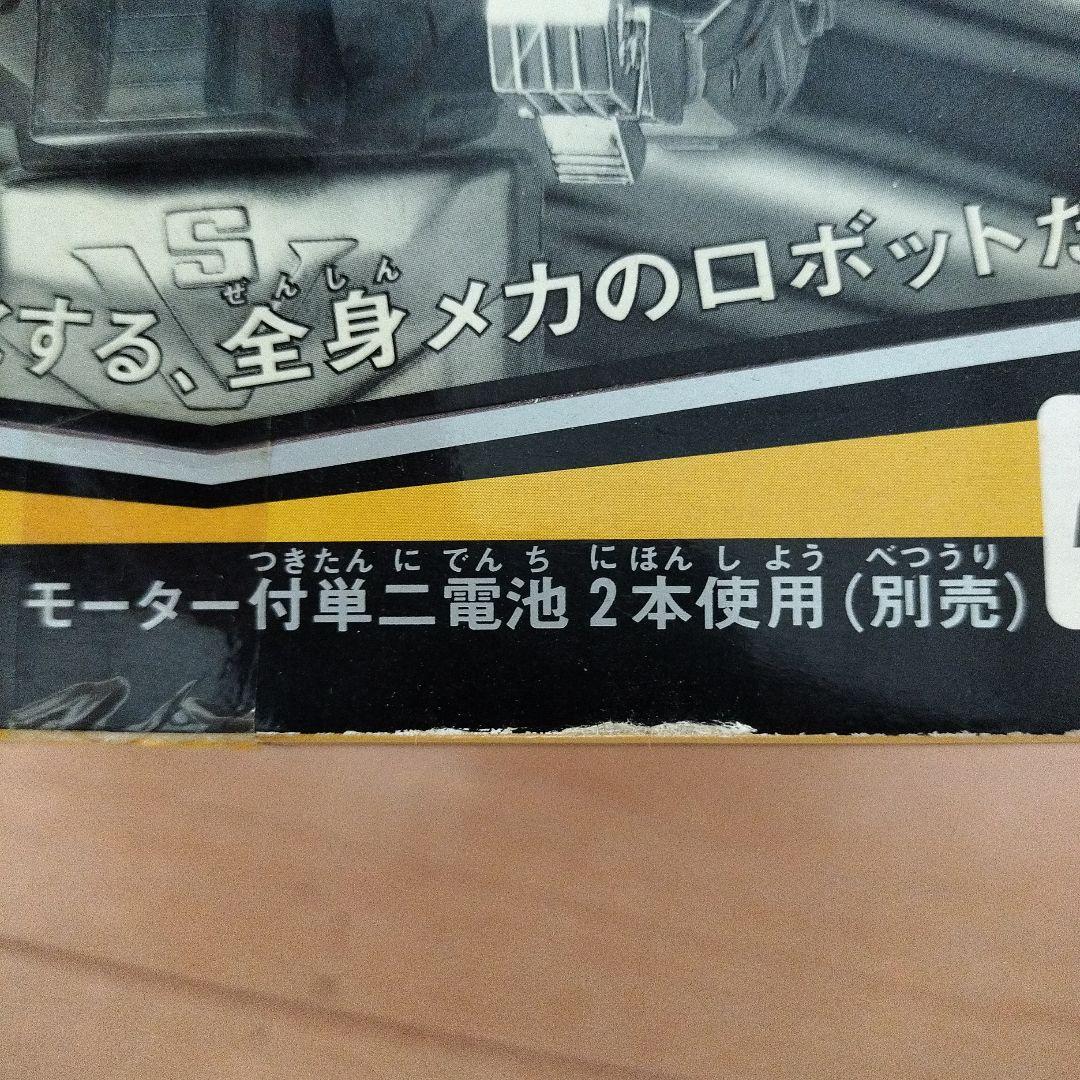 SV
ぜんしん
する、全身メカのロボット
つきたん に でん ち にほん し よう べつうり
モーター付単二電池2本使用(別売)